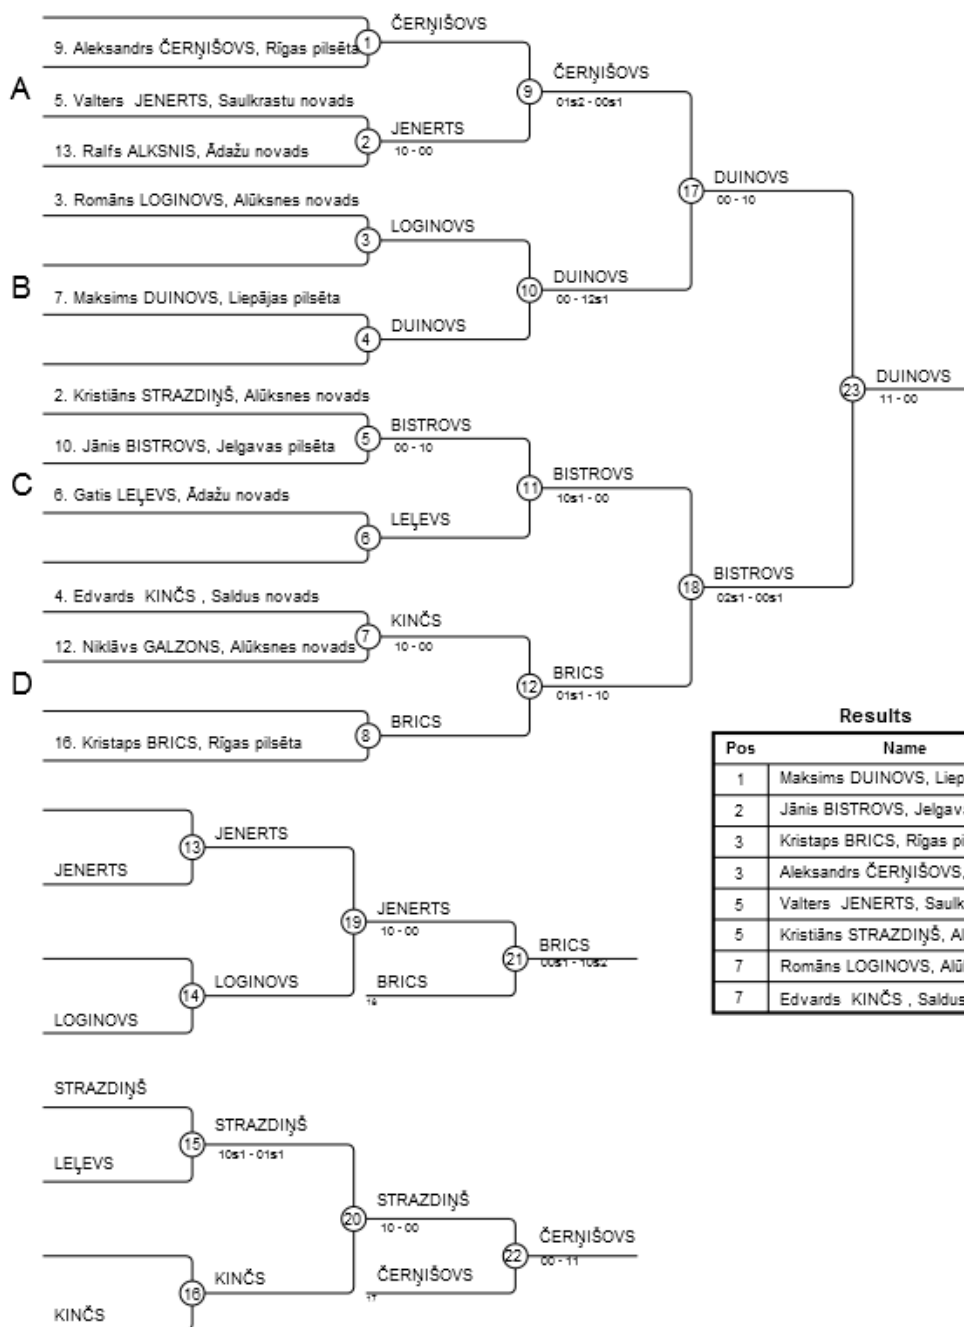 ČERŅIŠOVS
9. Aleksandrs ČERŅIŠOVS, Rīgas pilsēta
1
A
ČERŅIŠOVS
9
01s2 - 00s1
5. Valters JENERTS, Saulkrastu novads
JENERTS
2
10 - 00
13. Ralfs ALKSNIS, Ādažu novads
DUINOVS
17
00 - 10
3. Romāns LOGINOVS, Alūksnes novads
LOGINOVS
3
B
DUINOVS
10
00 - 12s1
7. Maksims DUINOVS, Liepājas pilsēta
DUINOVS
4
DUINOVS
23
11 - 00
2. Kristiāns STRAZDIŅŠ, Alūksnes novads
BISTROVS
5
00 - 10
10. Jānis BISTROVS, Jelgavas pilsēta
C
BISTROVS
11
10s1 - 00
6. Gatis LEĻEVS, Ādažu novads
LEĻEVS
6
BISTROVS
18
02s1 - 00s1
4. Edvards KINČS , Saldus novads
KINČS
7
10 - 00
12. Niklāvs GALZONS, Alūksnes novads
D
BRICS
12
01s1 - 10
BRICS
8
16. Kristaps BRICS, Rīgas pilsēta
Results
Pos Name
1 Maksims DUINOVS, Liep
2 Jānis BISTROVS, Jelgav
3 Kristaps BRICS, Rīgas pi
3 Aleksandrs ČERŅIŠOVS,
5 Valters JENERTS, Saulk
5 Kristiāns STRAZDIŅŠ, Al
7 Romāns LOGINOVS, Alū
7 Edvards KINČS , Saldus
JENERTS
13
JENERTS
JENERTS
19
10 - 00
BRICS
21
00s1 - 10s2
LOGINOVS
14
BRICS
18
LOGINOVS
STRAZDIŅŠ
STRAZDIŅŠ
15
10s1 - 01s1
LEĻEVS
STRAZDIŅŠ
20
10 - 00
ČERŅIŠOVS
22
00 - 11
KINČS
16
ČERŅIŠOVS
17
KINČS